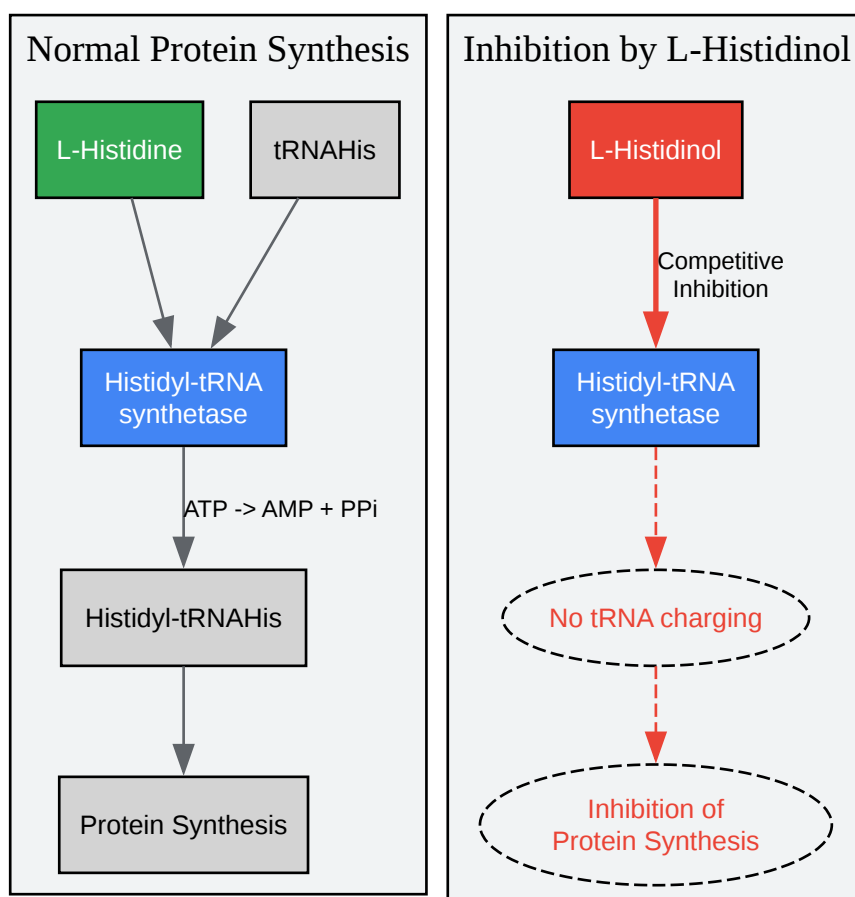 Normal Protein Synthesis
L-Histidine
tRNAHis
Histidyl-tRNA
synthetase
ATP -> AMP + PPi
Histidyl-tRNAHis
Protein Synthesis
Inhibition by L-Histidinol
L-Histidinol
Competitive
Inhibition
Histidyl-tRNA
synthetase
No tRNA charging
Inhibition of
Protein Synthesis